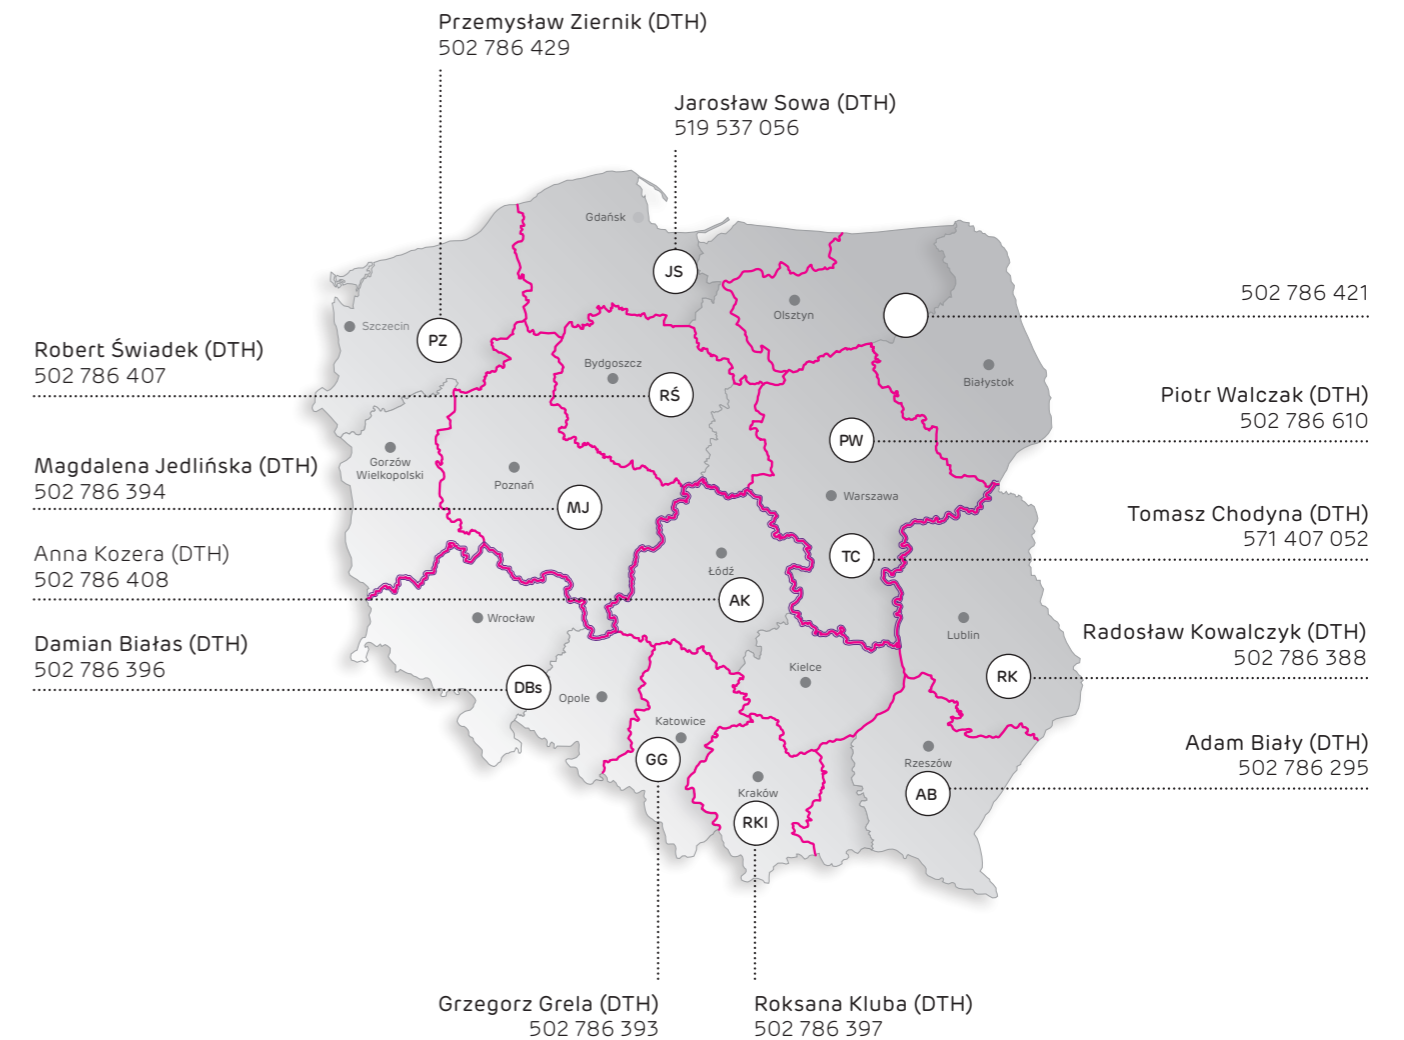 Przemysław Ziernik (DTH)
502 786 429
Jarosław Sowa (DTH)
519 537 056
Gdańsk
JS
502 786 421
Olsztyn
Szczecin
PZ
Robert Świadek (DTH)
502 786 407
Bydgoszcz
RŚ
Białystok
Piotr Walczak (DTH)
502 786 610
PW
Magdalena Jedlińska (DTH)
502 786 394
Gorzów
Wielkopolski
Poznań
MJ
Warszawa
Tomasz Chodyna (DTH)
571 407 052
TC
Anna Kozera (DTH)
502 786 408
Łódź
AK
Wrocław
Lublin
Radosław Kowalczyk (DTH)
502 786 388
RK
Damian Białas (DTH)
502 786 396
DBs
Opole
Kielce
Katowice
GG
Kraków
RKl
Rzeszów
AB
Adam Biały (DTH)
502 786 295
Grzegorz Grela (DTH)
502 786 393
Roksana Kluba (DTH)
502 786 397